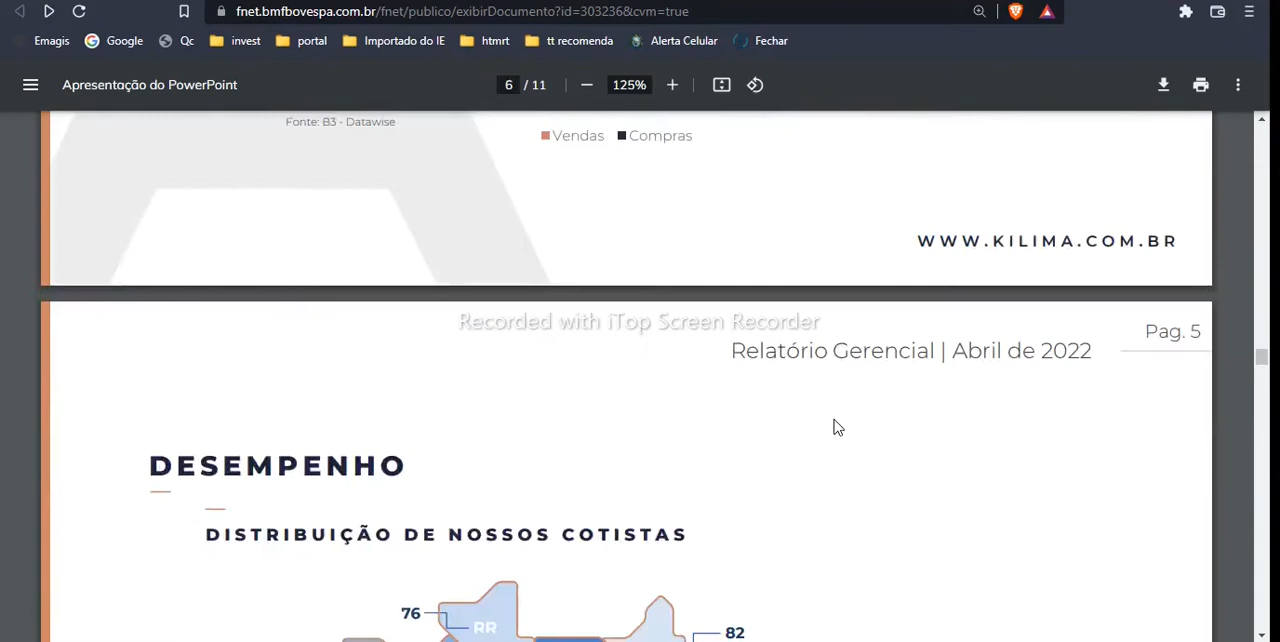 fnet.bmfbovespa.com.br/fnet/publico/exibirDocumento?id=303236&cvm=true
Emagis Google Qc invest portal Importado do IE htmrt tt recomenda Alerta Celular Fechar
Apresentação do PowerPoint 6 / 11 125%
Fonte: B3 - Datawise
Vendas Compras
WWW.KILIMA.COM.BR
Recorded with iTop Screen Recorder
Pag. 5
Relatório Gerencial | Abril de 2022
DESEMPENHO
DISTRIBUIÇÃO DE NOSSOS COTISTAS
76
RR
82